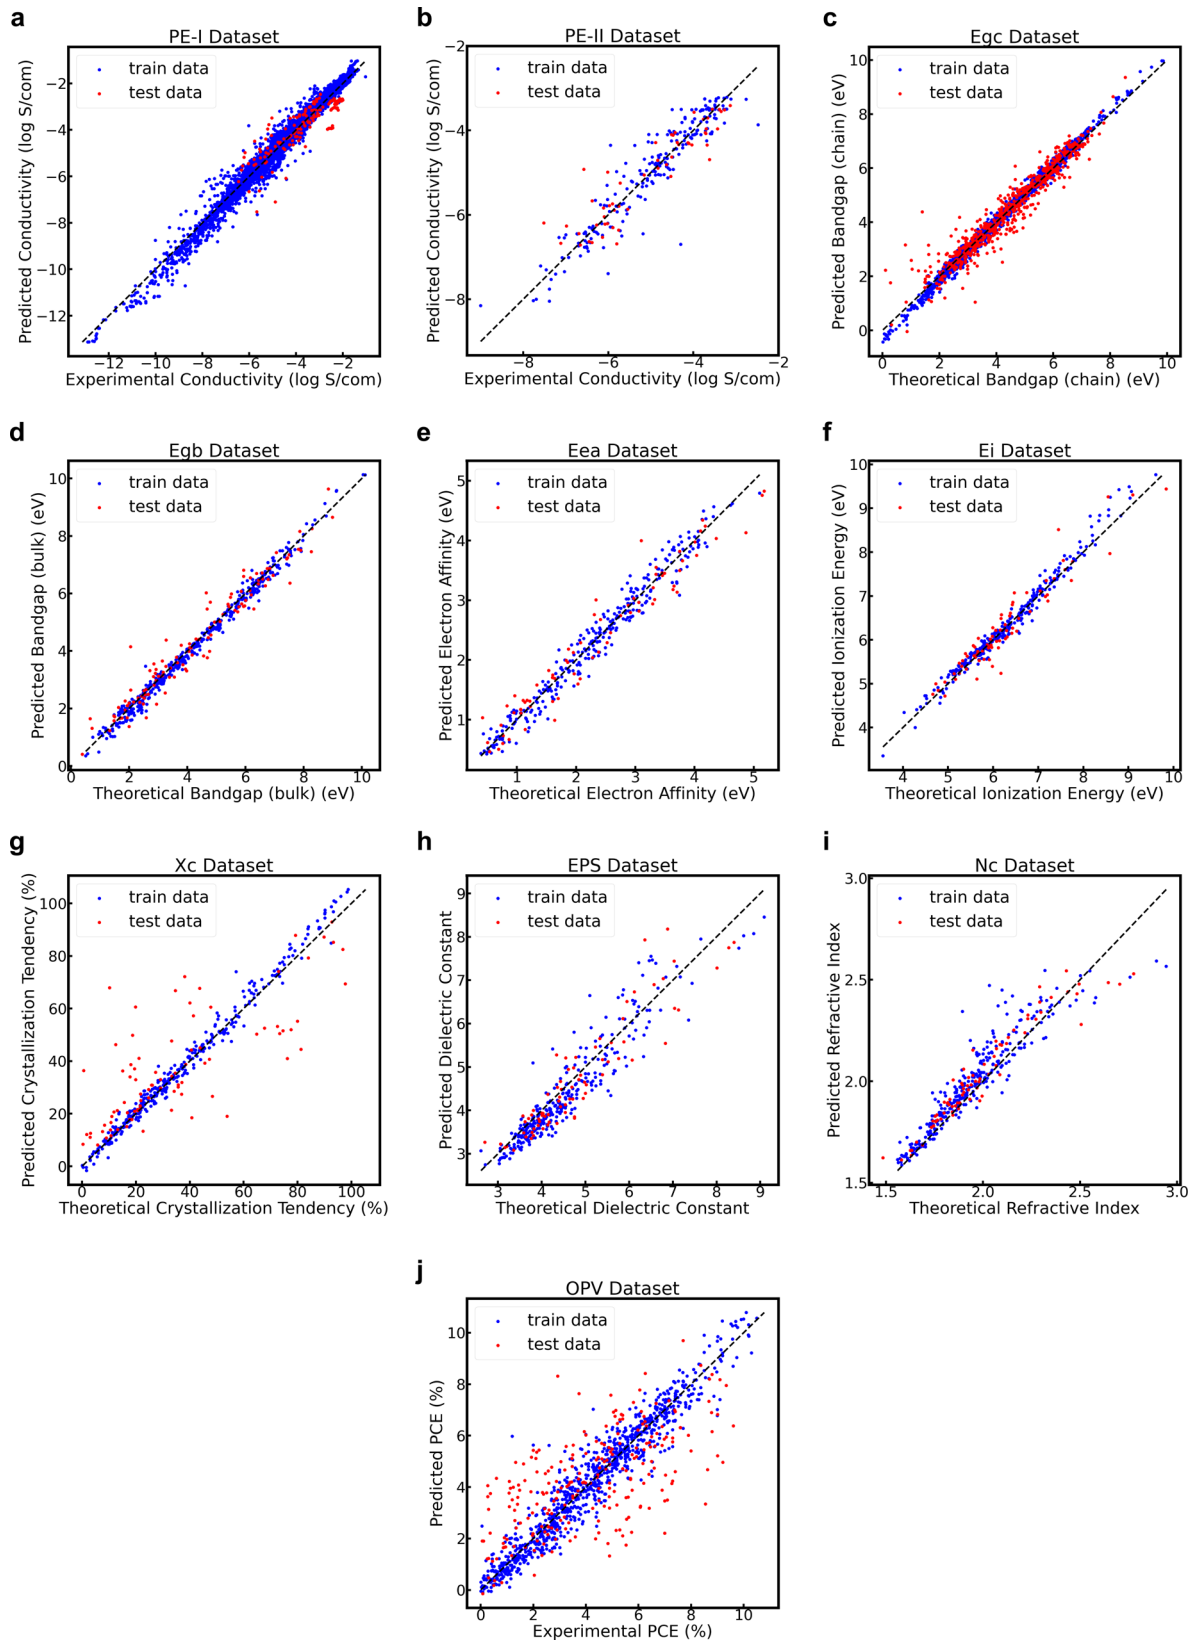 a
PE-I Dataset
train data
test data
−2
−4
−6
−8
−10
−12
Predicted Conductivity (log S/com)
−12 −10 −8 −6 −4 −2
Experimental Conductivity (log S/com)
b
PE-II Dataset
train data
test data
−2
−4
−6
−8
Predicted Conductivity (log S/com)
−8 −6 −4 −2
Experimental Conductivity (log S/com)
c
Egc Dataset
train data
test data
10
8
6
4
2
0
Predicted Bandgap (chain) (eV)
0 2 4 6 8 10
Theoretical Bandgap (chain) (eV)
d
Egb Dataset
train data
test data
10
8
6
4
2
0
Predicted Bandgap (bulk) (eV)
0 2 4 6 8 10
Theoretical Bandgap (bulk) (eV)
e
Eea Dataset
train data
test data
5
4
3
2
1
Predicted Electron Affinity (eV)
1 2 3 4 5
Theoretical Electron Affinity (eV)
f
Ei Dataset
train data
test data
10
9
8
7
6
5
4
Predicted Ionization Energy (eV)
4 5 6 7 8 9 10
Theoretical Ionization Energy (eV)
g
Xc Dataset
train data
test data
100
80
60
40
20
0
Predicted Crystallization Tendency (%)
0 20 40 60 80 100
Theoretical Crystallization Tendency (%)
h
EPS Dataset
train data
test data
9
8
7
6
5
4
3
Predicted Dielectric Constant
3 4 5 6 7 8 9
Theoretical Dielectric Constant
i
Nc Dataset
train data
test data
3.0
2.5
2.0
1.5
Predicted Refractive Index
1.5 2.0 2.5 3.0
Theoretical Refractive Index
j
OPV Dataset
train data
test data
10
8
6
4
2
0
Predicted PCE (%)
0 2 4 6 8 10
Experimental PCE (%)